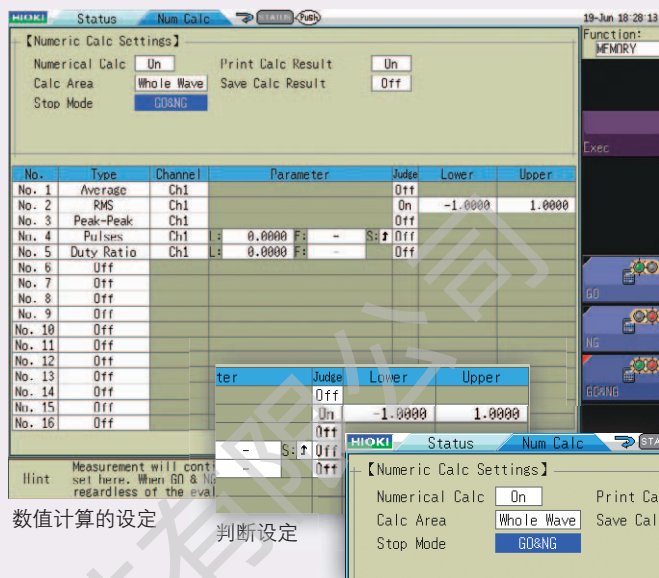 HIOKI Status Num Calc STATUS Push 19-Jun 18:28:13
【Numeric Calc Settings】 Function:
MEMORY
Numerical Calc On Print Calc Result On
Calc Area Whole Wave Save Calc Result Off
Stop Mode GO&NG
Exec
No. Type Channel Parameter Judge Lower Upper
No. 1 Average Ch1 Off
No. 2 RMS Ch1 On -1.0000 1.0000
No. 3 Peak-Peak Ch1 Off
No. 4 Pulses Ch1 L: 0.0000 F: - S:↑ Off
No. 5 Duty Ratio Ch1 L: 0.0000 F: - Off
No. 6 Off
No. 7 Off
No. 8 Off
GO
No. 9 Off
No. 10 Off
No. 11 Off
NG
No. 12 Off
No. 13 Off
No. 14 Off
GO&NG
No. 15 Off
No. 16 Off
Hint Measurement will cont
set here. When GO & NG
regardless of the eval
ter Judge Lower Upper
Off
On -1.0000 1.0000
Off
- S:↑ Off
- Off
HIOKI Status Num Calc STA
【Numeric Calc Settings】
Numerical Calc On Print Ca
Calc Area Whole Wave Save Cal
Stop Mode GO&NG
数值计算的设定
判断设定
有限公司